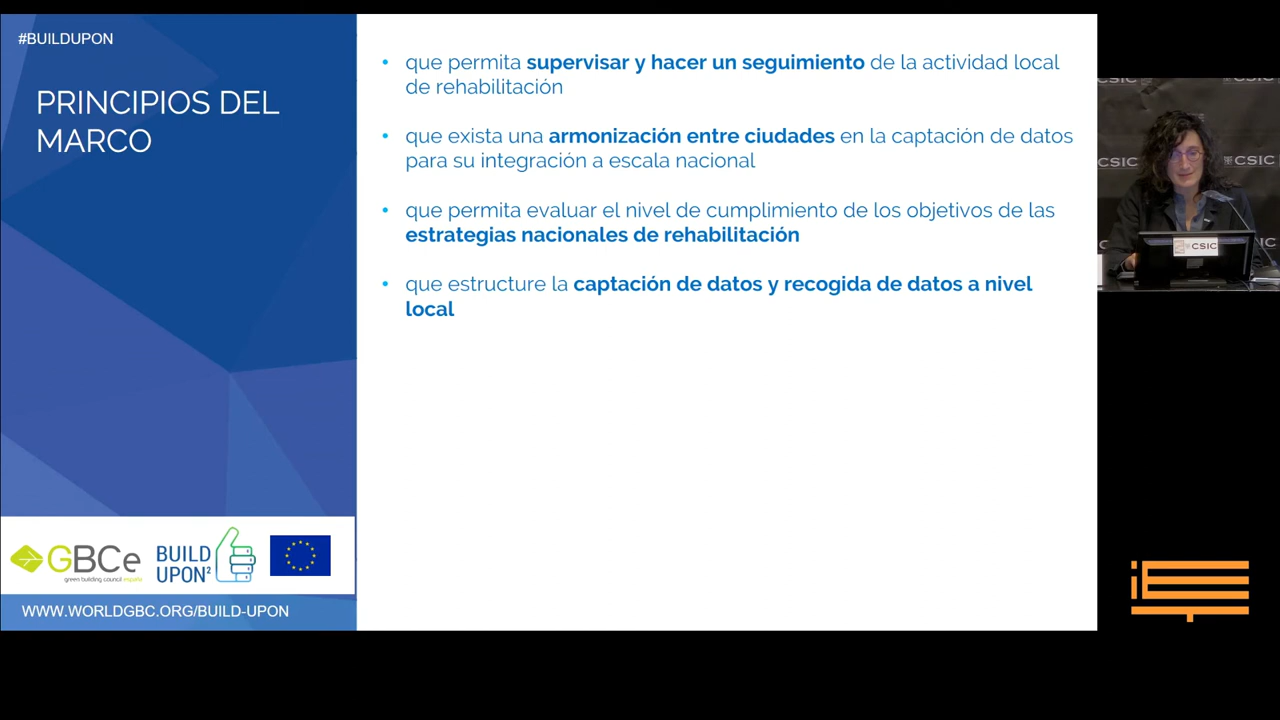 #BUILDUPON
PRINCIPIOS DEL
MARCO
• que permita supervisar y hacer un seguimiento de la actividad local
de rehabilitación
• que exista una armonización entre ciudades en la captación de datos
para su integración a escala nacional
• que permita evaluar el nivel de cumplimiento de los objetivos de las
estrategias nacionales de rehabilitación
• que estructure la captación de datos y recogida de datos a nivel
local
GBCe
green building council españa
BUILD
UPON²
WWW.WORLDGBC.ORG/BUILD-UPON
CSIC
CSIC
CSIC
CSIC